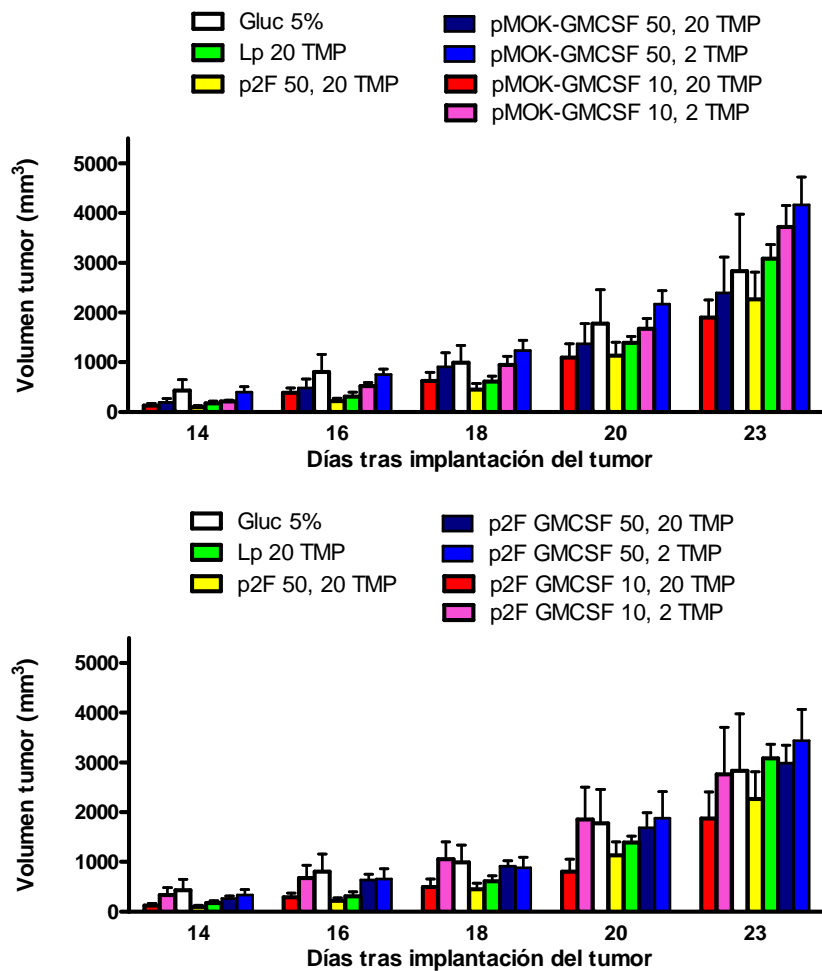 Gluc 5%
Lp 20 TMP
p2F 50, 20 TMP
pMOK-GMCSF 50, 20 TMP
pMOK-GMCSF 50, 2 TMP
pMOK-GMCSF 10, 20 TMP
pMOK-GMCSF 10, 2 TMP
Volumen tumor (mm³)
5000
4000
3000
2000
1000
0
14 16 18 20 23
Días tras implantación del tumor
Gluc 5%
Lp 20 TMP
p2F 50, 20 TMP
p2F GMCSF 50, 20 TMP
p2F GMCSF 50, 2 TMP
p2F GMCSF 10, 20 TMP
p2F GMCSF 10, 2 TMP
Volumen tumor (mm³)
5000
4000
3000
2000
1000
0
14 16 18 20 23
Días tras implantación del tumor